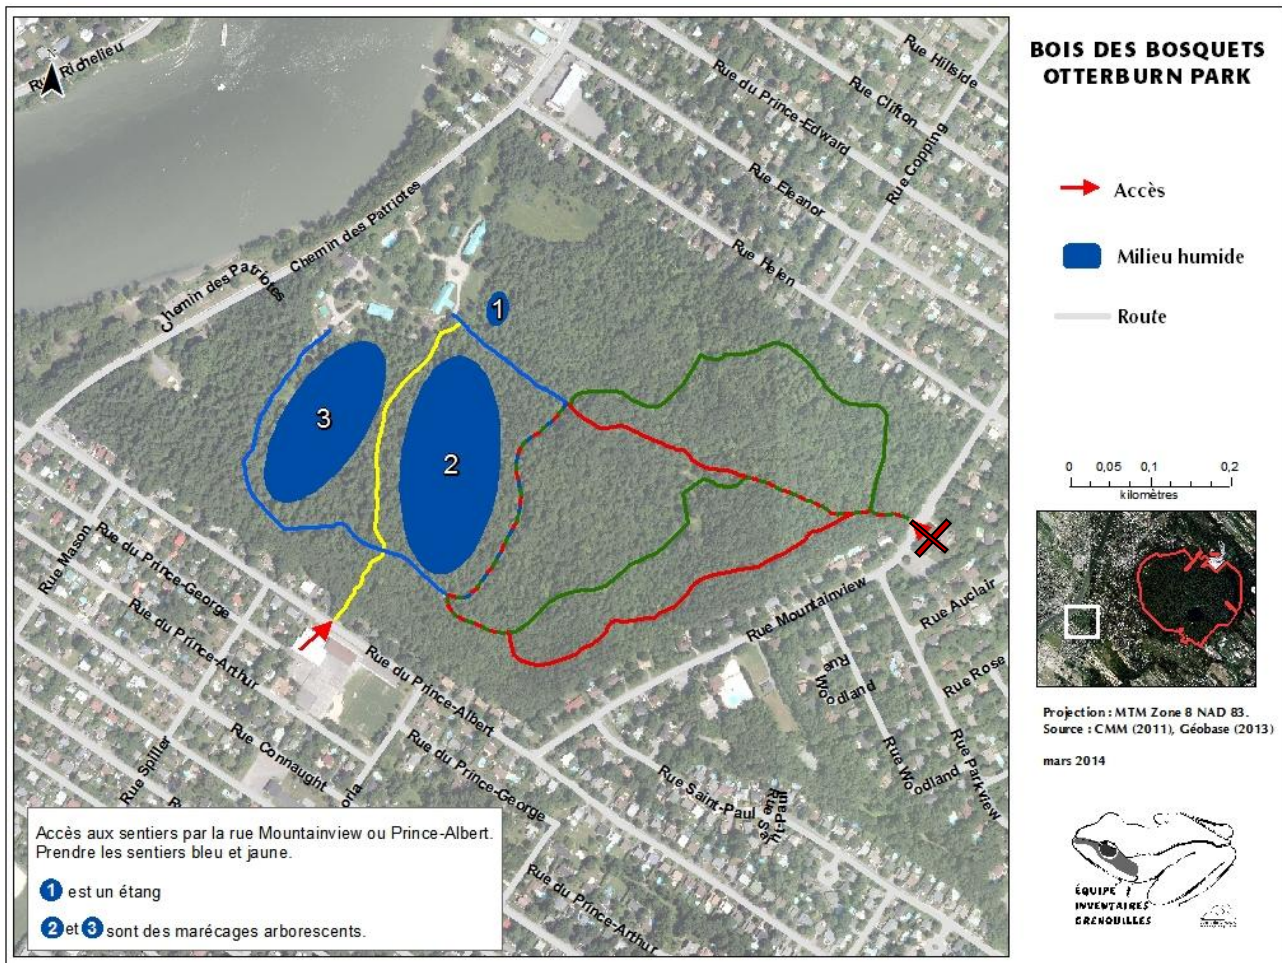 BOIS DES BOSQUETS
OTTERBURN PARK
Accès
Milieu humide
Route
0 0,05 0,1 0,2
kilomètres
Projection : MTM Zone 8 NAD 83.
Source : CMM (2011), Géobase (2013)
mars 2014
ÉQUIPE
INVENTAIRES
GRENOUILLES
Rue Richelieu
Chemin des Patriotes
Chemin des Patriotes
Rue Hillside
Rue du Prince-Edward
Rue Clifton
Rue Copping
Rue Eleanor
Rue Helen
1
2
3
Rue Mason
Rue du Prince-George
Rue du Prince-Arthur
Rue du Prince-Albert
Rue Mountainview
Rue Auclair
Rue Rose
Rue Woodland
Rue Woodland
Rue Parkview
Rue Spiller
Rue Connaught
oria
Rue du Prince-George
Rue Saint-Paul
Rue Sa
ut-Paul
Rue du Prince-Arthur
Accès aux sentiers par la rue Mountainview ou Prince-Albert.
Prendre les sentiers bleu et jaune.
1 est un étang
2 et 3 sont des marécages arborescents.